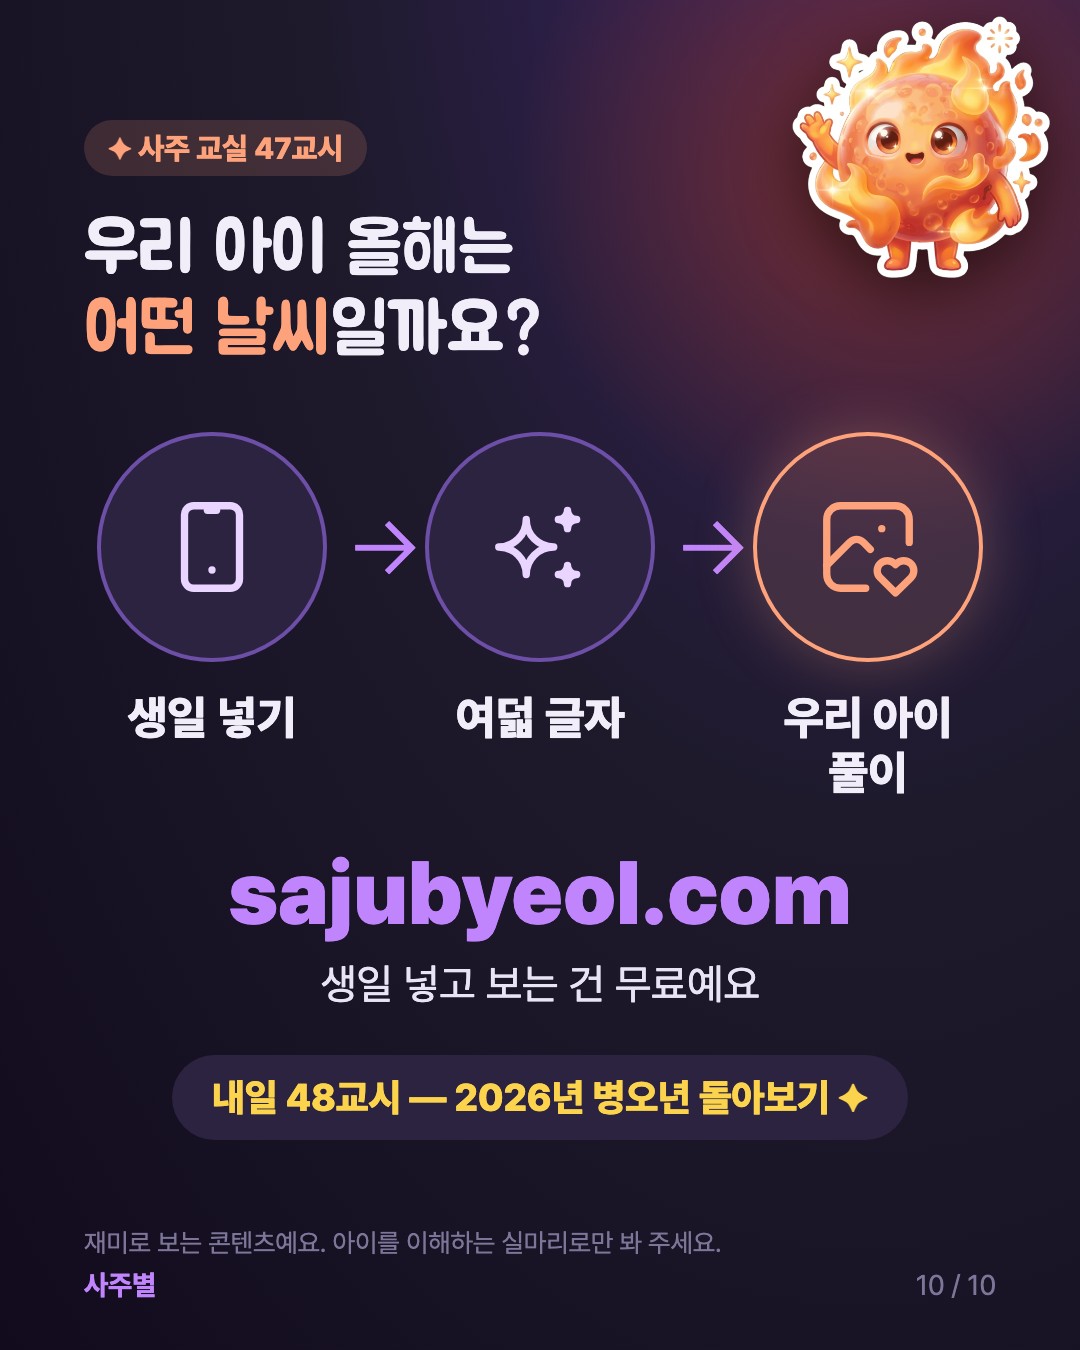 ✦ 사주 교실 47교시
우리 아이 올해는
어떤 날씨일까요?
생일 넣기
여덟 글자
우리 아이
풀이
sajubyeol.com
생일 넣고 보는 건 무료예요
내일 48교시 — 2026년 병오년 돌아보기 ✦
재미로 보는 콘텐츠예요. 아이를 이해하는 실마리로만 봐 주세요.
사주별
10 / 10